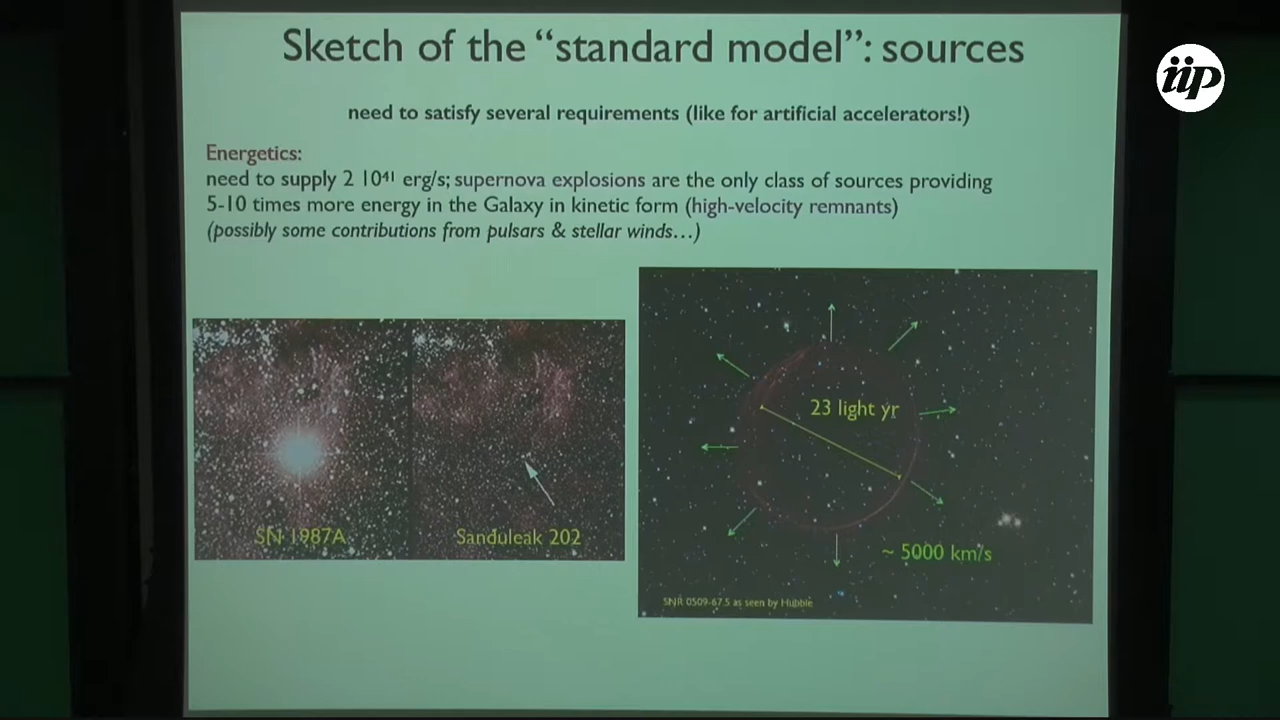 Sketch of the “standard model”: sources
iip
need to satisfy several requirements (like for artificial accelerators!)
Energetics:
need to supply 2 10⁴¹ erg/s; supernova explosions are the only class of sources providing
5-10 times more energy in the Galaxy in kinetic form (high-velocity remnants)
(possibly some contributions from pulsars & stellar winds...)
23 light yr
SN 1987A
Sanduleak 202
~ 5000 km/s
SNR 0509-67.5 as seen by Hubble